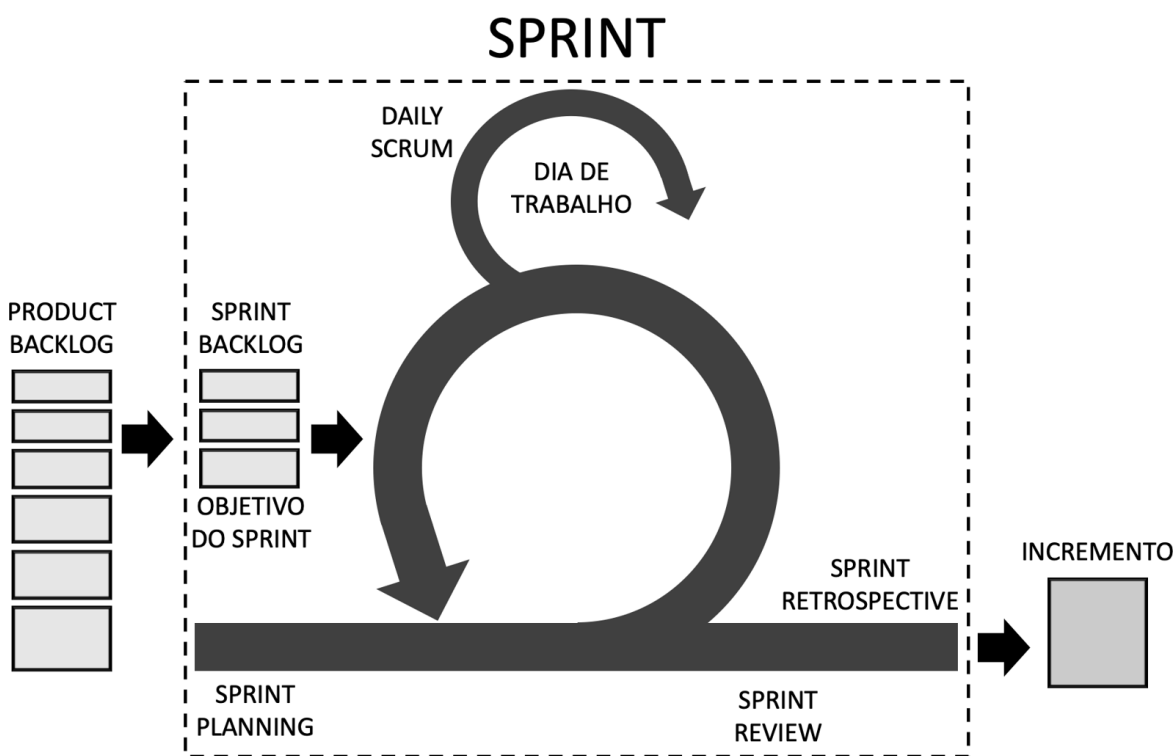 SPRINT
DAILY
SCRUM
DIA DE
TRABALHO
PRODUCT
BACKLOG
SPRINT
BACKLOG
OBJETIVO
DO SPRINT
SPRINT
RETROSPECTIVE
INCREMENTO
SPRINT
PLANNING
SPRINT
REVIEW